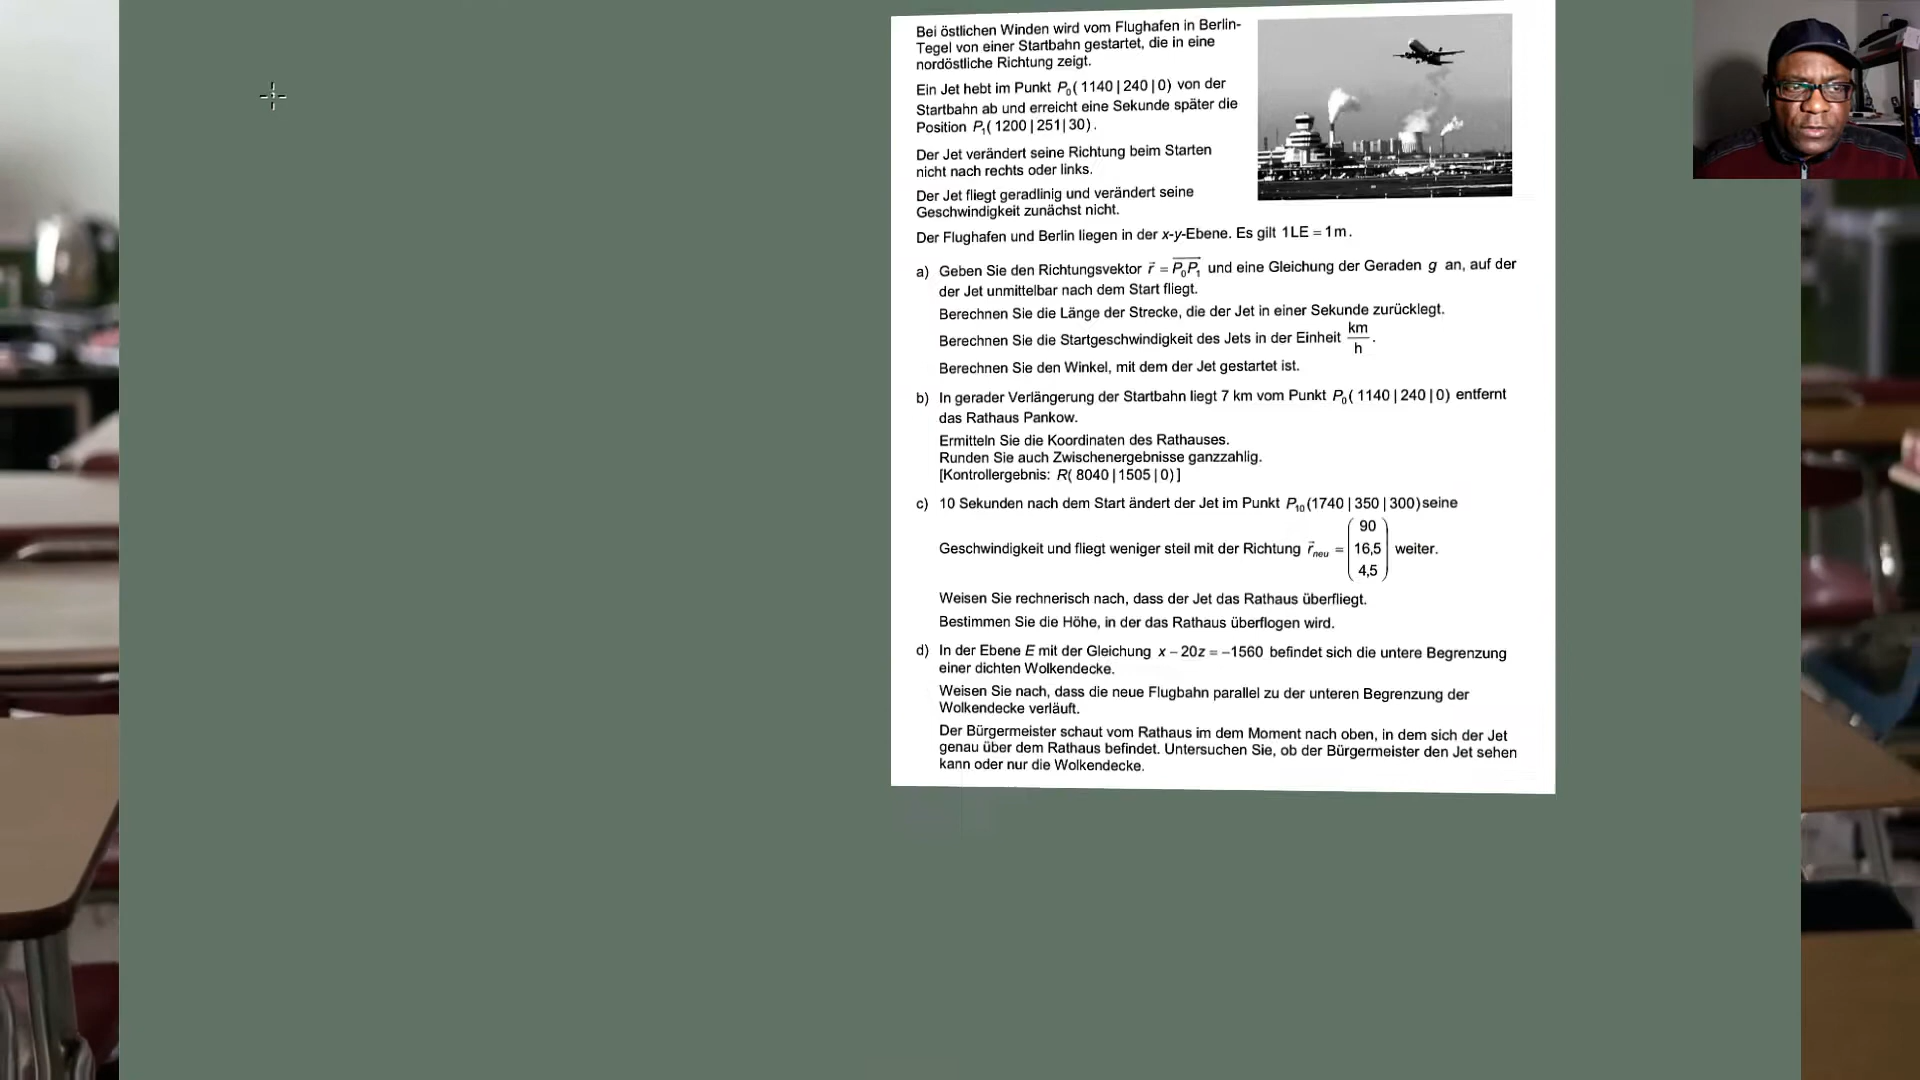 Bei östlichen Winden wird vom Flughafen in Berlin-
Tegel von einer Startbahn gestartet, die in eine
nordöstliche Richtung zeigt.
Ein Jet hebt im Punkt P₀( 1140 | 240 | 0) von der
Startbahn ab und erreicht eine Sekunde später die
Position P₁( 1200 | 251 | 30).
Der Jet verändert seine Richtung beim Starten
nicht nach rechts oder links.
Der Jet fliegt geradlinig und verändert seine
Geschwindigkeit zunächst nicht.
Der Flughafen und Berlin liegen in der x-y-Ebene. Es gilt 1LE = 1m.
a) Geben Sie den Richtungsvektor r⃗ = P₀P₁ und eine Gleichung der Geraden g an, auf der
der Jet unmittelbar nach dem Start fliegt.
Berechnen Sie die Länge der Strecke, die der Jet in einer Sekunde zurücklegt.
Berechnen Sie die Startgeschwindigkeit des Jets in der Einheit km/h.
Berechnen Sie den Winkel, mit dem der Jet gestartet ist.
b) In gerader Verlängerung der Startbahn liegt 7 km vom Punkt P₀( 1140 | 240 | 0) entfernt
das Rathaus Pankow.
Ermitteln Sie die Koordinaten des Rathauses.
Runden Sie auch Zwischenergebnisse ganzzahlig.
[Kontrollergebnis: R( 8040 | 1505 | 0)]
c) 10 Sekunden nach dem Start ändert der Jet im Punkt P₁₀(1740 | 350 | 300) seine
Geschwindigkeit und fliegt weniger steil mit der Richtung r⃗neu = (90 16,5 4,5) weiter.
Weisen Sie rechnerisch nach, dass der Jet das Rathaus überfliegt.
Bestimmen Sie die Höhe, in der das Rathaus überflogen wird.
d) In der Ebene E mit der Gleichung x – 20z = –1560 befindet sich die untere Begrenzung
einer dichten Wolkendecke.
Weisen Sie nach, dass die neue Flugbahn parallel zu der unteren Begrenzung der
Wolkendecke verläuft.
Der Bürgermeister schaut vom Rathaus im dem Moment nach oben, in dem sich der Jet
genau über dem Rathaus befindet. Untersuchen Sie, ob der Bürgermeister den Jet sehen
kann oder nur die Wolkendecke.